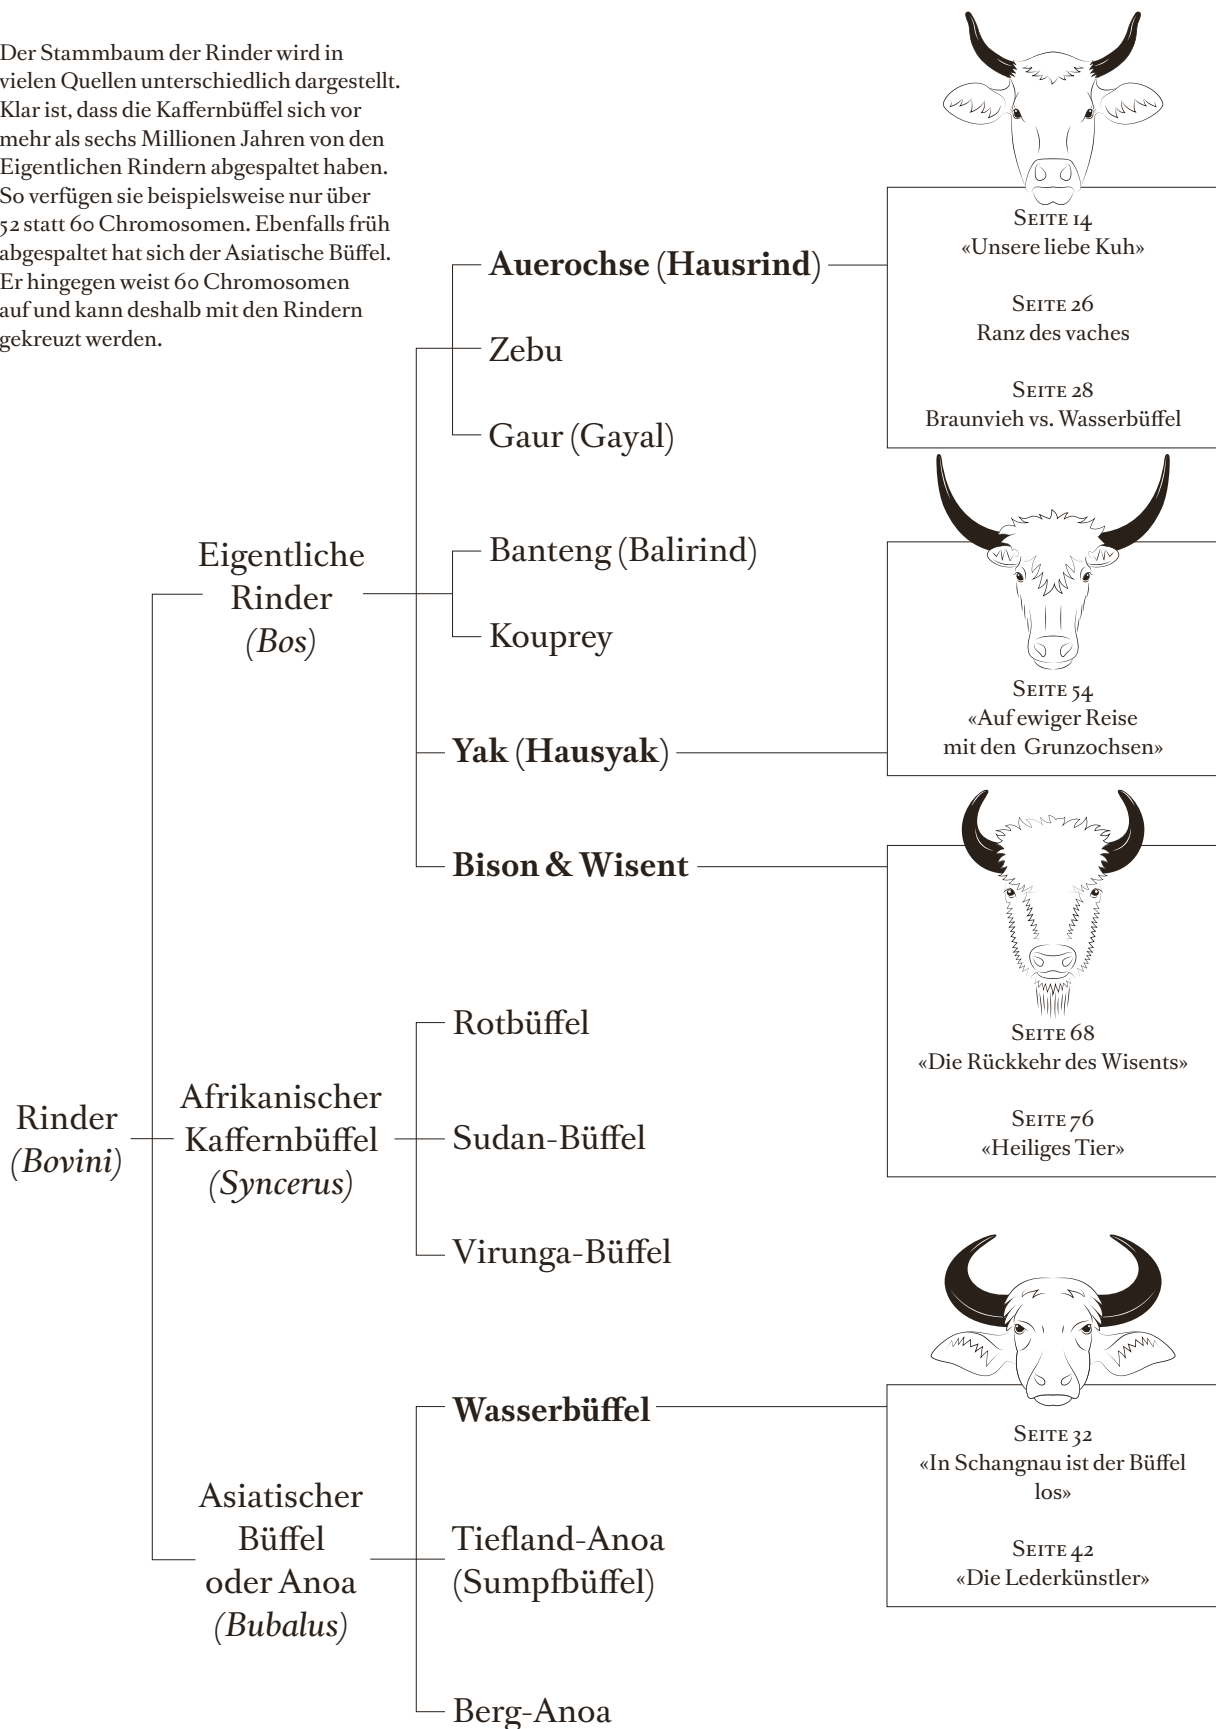 Der Stammbaum der Rinder wird in
vielen Quellen unterschiedlich dargestellt.
Klar ist, dass die Kaffernbüffel sich vor
mehr als sechs Millionen Jahren von den
Eigentlichen Rindern abgespaltet haben.
So verfügen sie beispielsweise nur über
52 statt 60 Chromosomen. Ebenfalls früh
abgespaltet hat sich der Asiatische Büffel.
Er hingegen weist 60 Chromosomen
auf und kann deshalb mit den Rindern
gekreuzt werden.
Rinder
(Bovini)
Eigentliche
Rinder
(Bos)
Auerochse (Hausrind)
Zebu
Gaur (Gayal)
Banteng (Balirind)
Kouprey
Yak (Hausyak)
Bison & Wisent
Afrikanischer
Kaffernbüffel
(Syncerus)
Rotbüffel
Sudan-Büffel
Virunga-Büffel
Asiatischer
Büffel
oder Anoa
(Bubalus)
Wasserbüffel
Tiefland-Anoa
(Sumpfbüffel)
Berg-Anoa
SEITE 14
«Unsere liebe Kuh»
SEITE 26
Ranz des vaches
SEITE 28
Braunvieh vs. Wasserbüffel
SEITE 54
«Auf ewiger Reise
mit den Grunzochsen»
SEITE 68
«Die Rückkehr des Wisents»
SEITE 76
«Heiliges Tier»
SEITE 32
«In Schangnau ist der Büffel
los»
SEITE 42
«Die Lederkünstler»